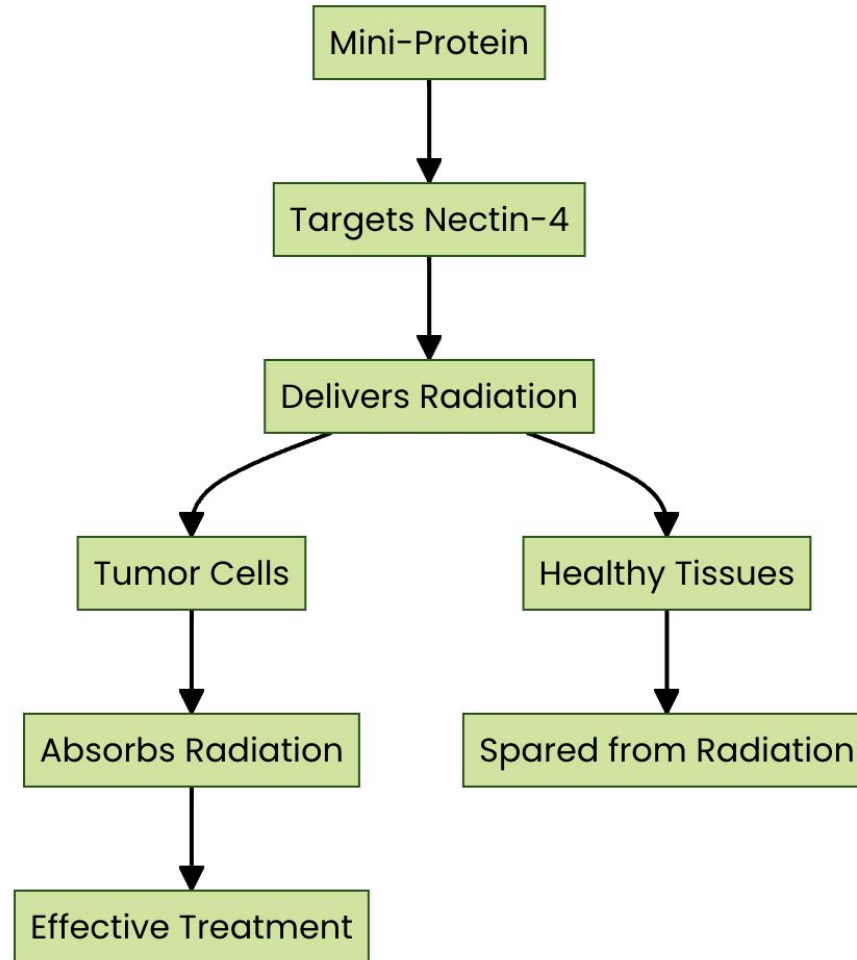 Mini-Protein
Targets Nectin-4
Delivers Radiation
Tumor Cells
Healthy Tissues
Absorbs Radiation
Spared from Radiation
Effective Treatment